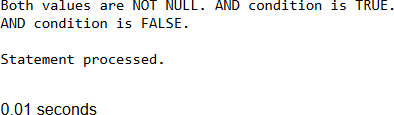 Both values are NOT NULL. AND condition is TRUE.
AND condition is FALSE.
Statement processed.
0.01 seconds